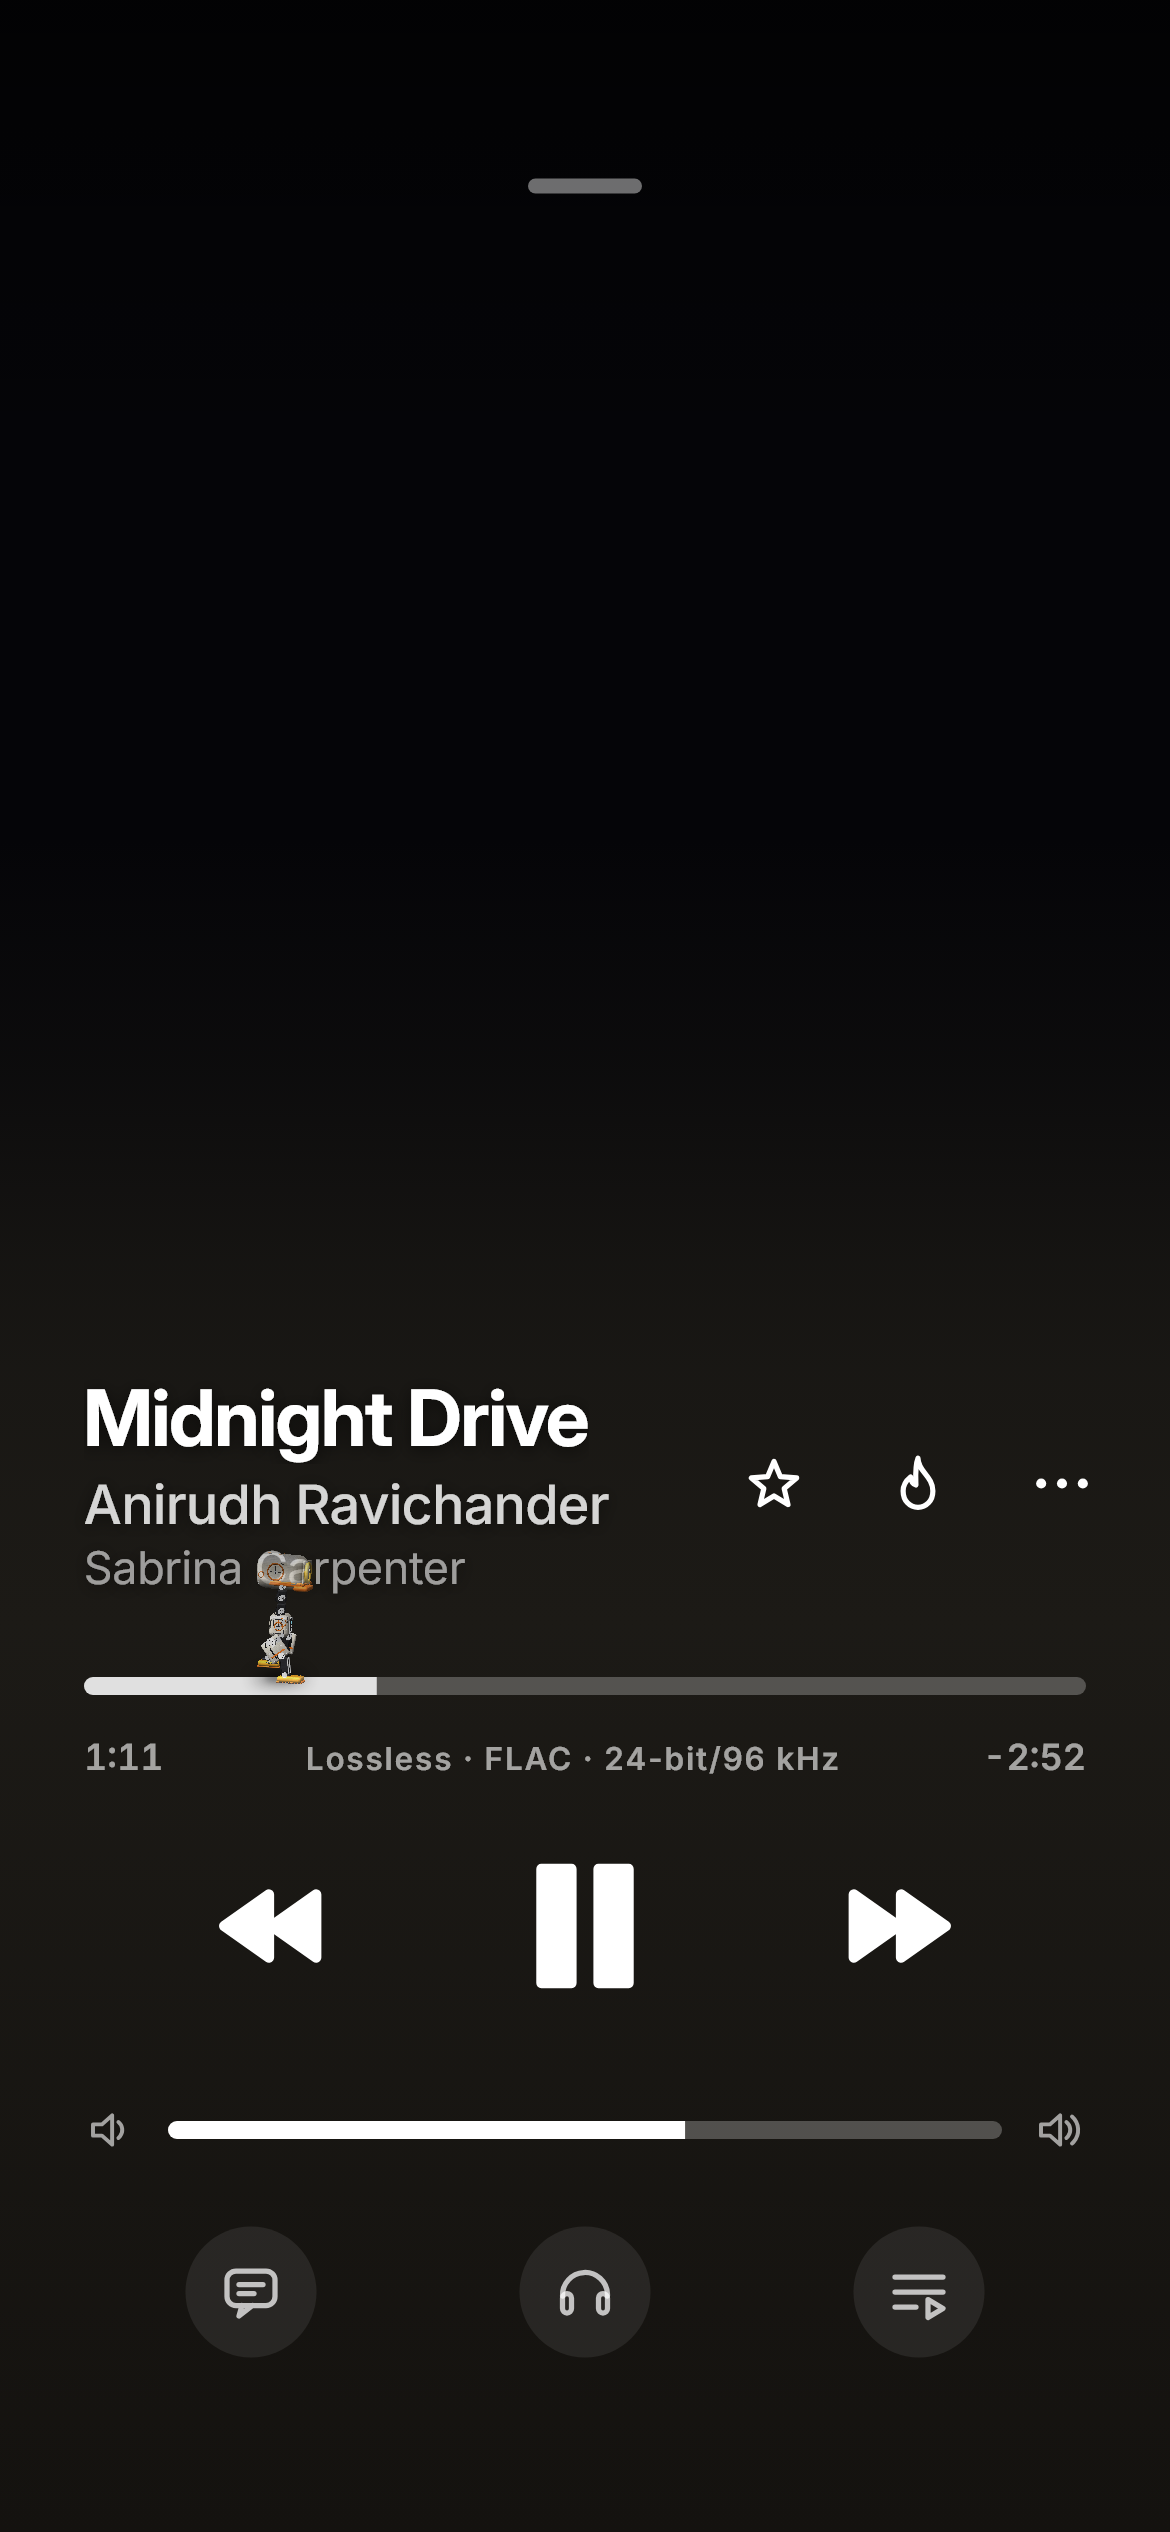 Midnight Drive
Anirudh Ravichander
Sabrina Carpenter
1:11 Lossless · FLAC · 24-bit/96 kHz -2:52